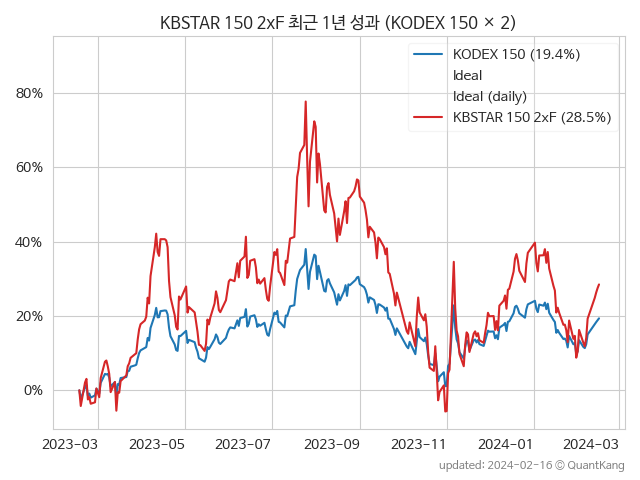 KBSTAR 150 2xF 최근 1년 성과 (KODEX 150 × 2)
KODEX 150 (19.4%)
Ideal
Ideal (daily)
KBSTAR 150 2xF (28.5%)
80%
60%
40%
20%
0%
2023-03 2023-05 2023-07 2023-09 2023-11 2024-01 2024-03
updated: 2024-02-16 © QuantKang